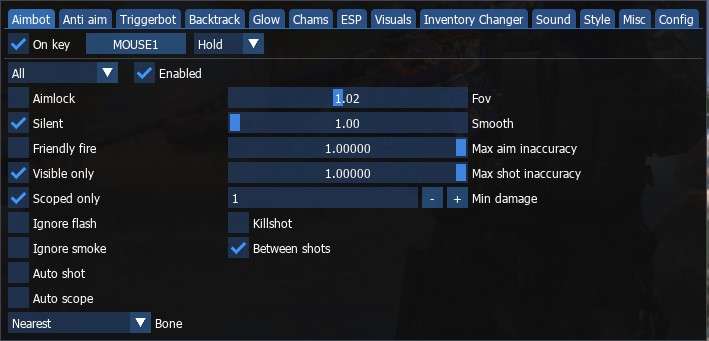 Aimbot Anti aim Triggerbot Backtrack Glow Chams ESP Visuals Inventory Changer Sound Style Misc Config
On key MOUSE1 Hold
All Enabled
Aimlock 1.02 Fov
Silent 1.00 Smooth
Friendly fire 1.00000 Max aim inaccuracy
Visible only 1.00000 Max shot inaccuracy
Scoped only 1 - + Min damage
Ignore flash Killshot
Ignore smoke Between shots
Auto shot
Auto scope
Nearest Bone